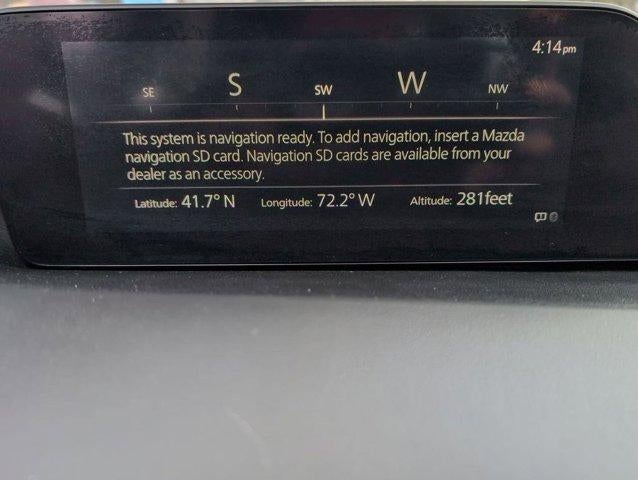 4:14pm
SE S SW W NW
This system is navigation ready. To add navigation, insert a Mazda
navigation SD card. Navigation SD cards are available from your
dealer as an accessory.
Latitude: 41.7° N Longitude: 72.2° W Altitude: 281feet